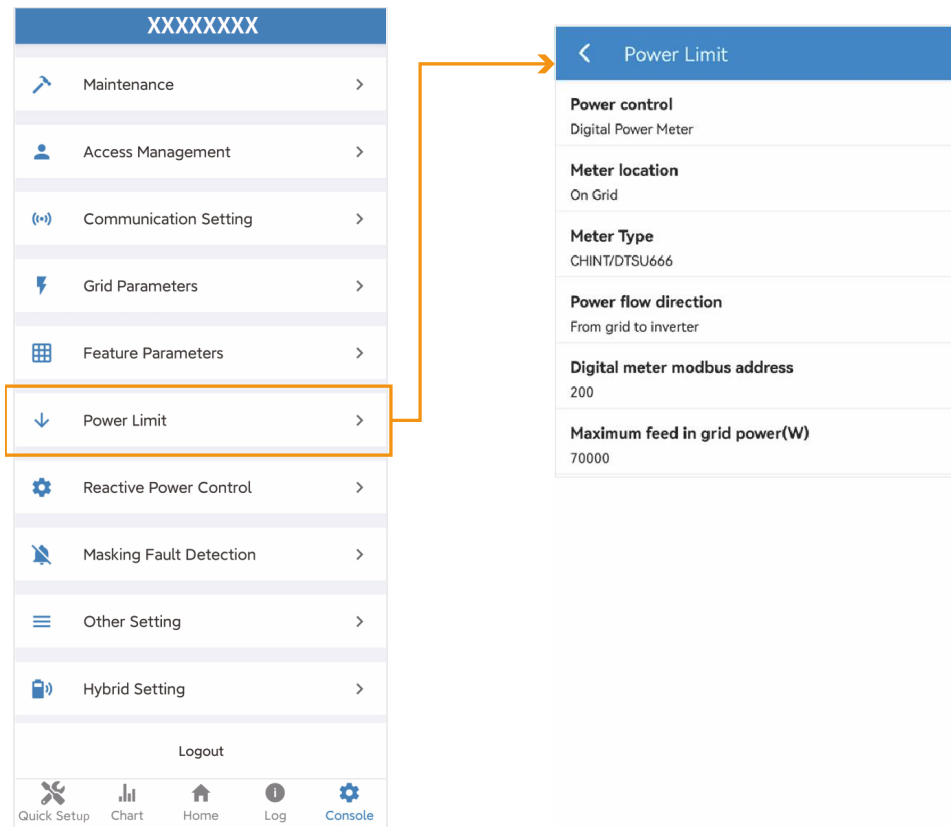 XXXXXXXX
Maintenance
Access Management
Communication Setting
Grid Parameters
Feature Parameters
Power Limit
Reactive Power Control
Masking Fault Detection
Other Setting
Hybrid Setting
Logout
Quick Setup
Chart
Home
Log
Console
Power Limit
Power control
Digital Power Meter
Meter location
On Grid
Meter Type
CHINT/DTSU666
Power flow direction
From grid to inverter
Digital meter modbus address
200
Maximum feed in grid power(W)
70000